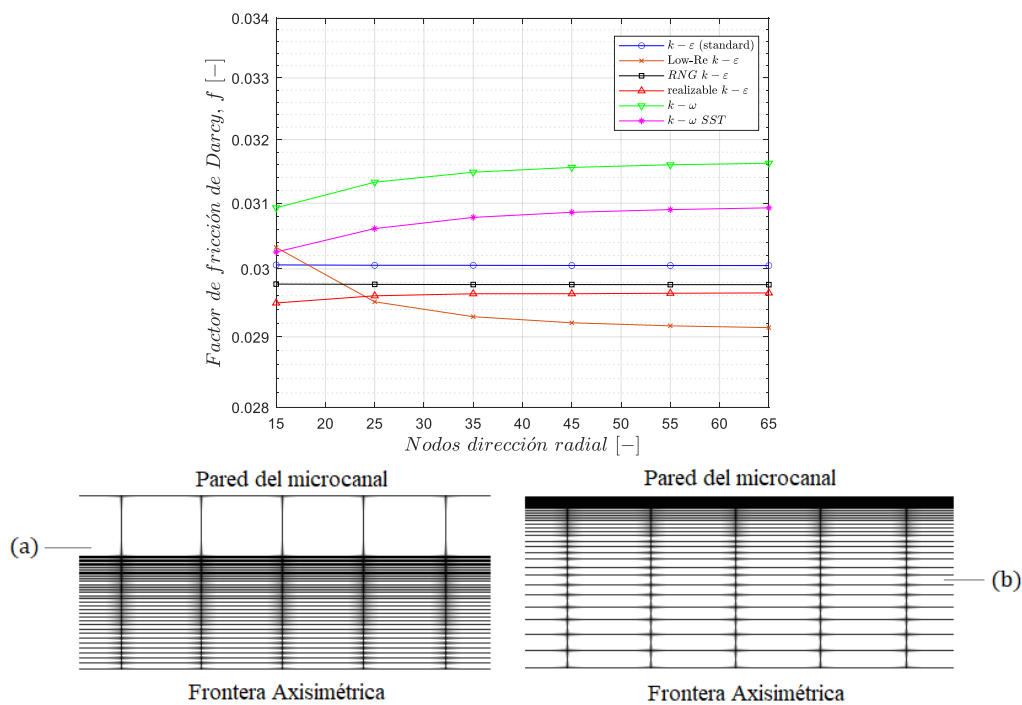 0.034
0.033
0.032
0.031
0.03
0.029
0.028
Factor de fricción de Darcy, f [−]
k − ε (standard)
Low-Re k − ε
RNG k − ε
realizable k − ε
k − ω
k − ω SST
15 20 25 30 35 40 45 50 55 60 65
Nodos dirección radial [−]
Pared del microcanal
Pared del microcanal
(a)
(b)
Frontera Axisimétrica
Frontera Axisimétrica